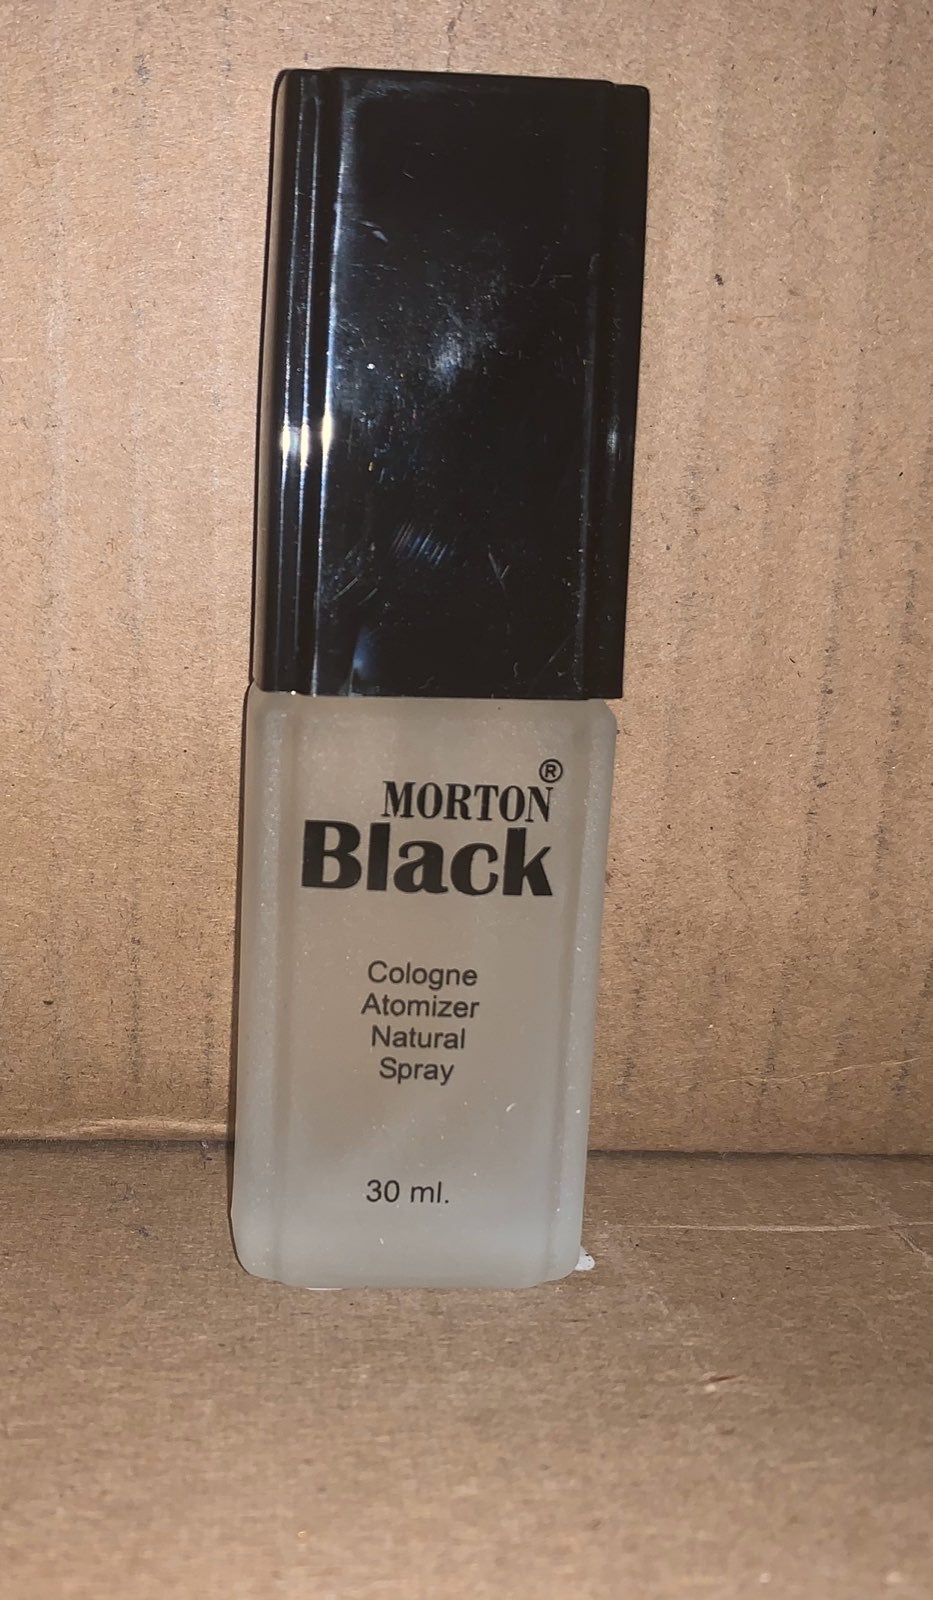 MORTON®
Black
Cologne
Atomizer
Natural
Spray
30 ml.